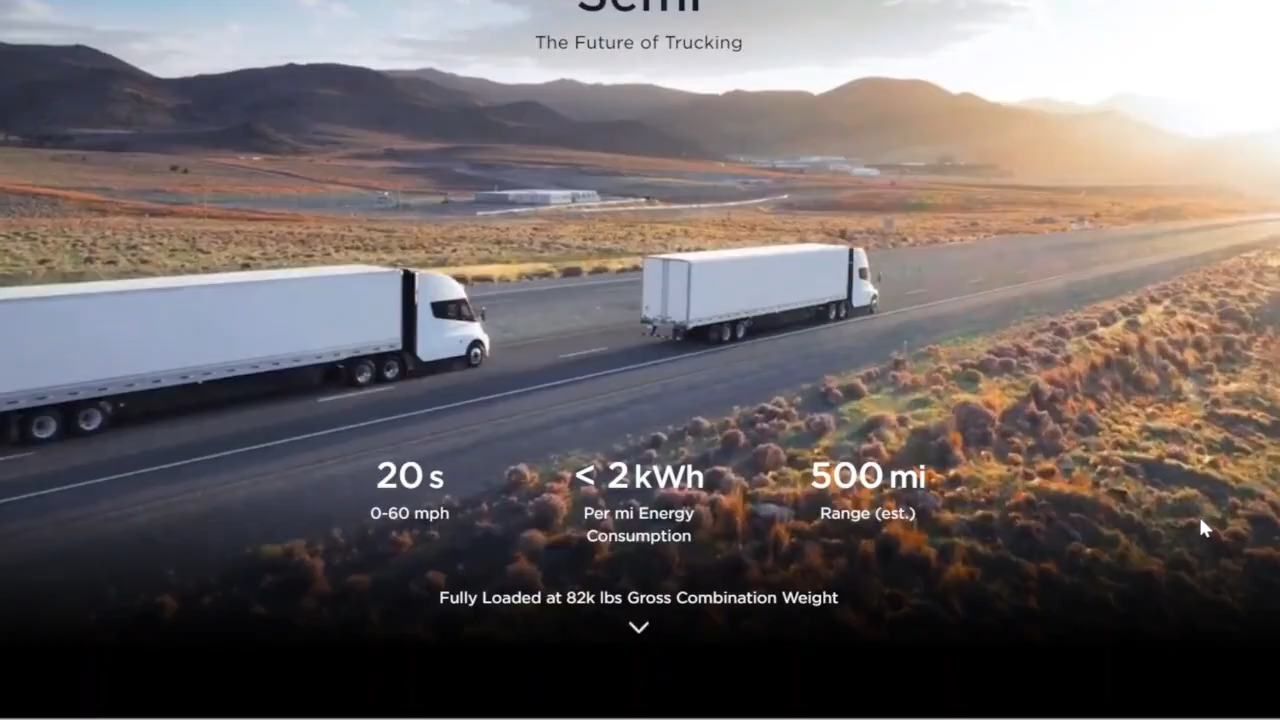 Semi
The Future of Trucking
20 s
< 2 kWh
500 mi
0-60 mph
Per mi Energy
Consumption
Range (est.)
Fully Loaded at 82k lbs Gross Combination Weight